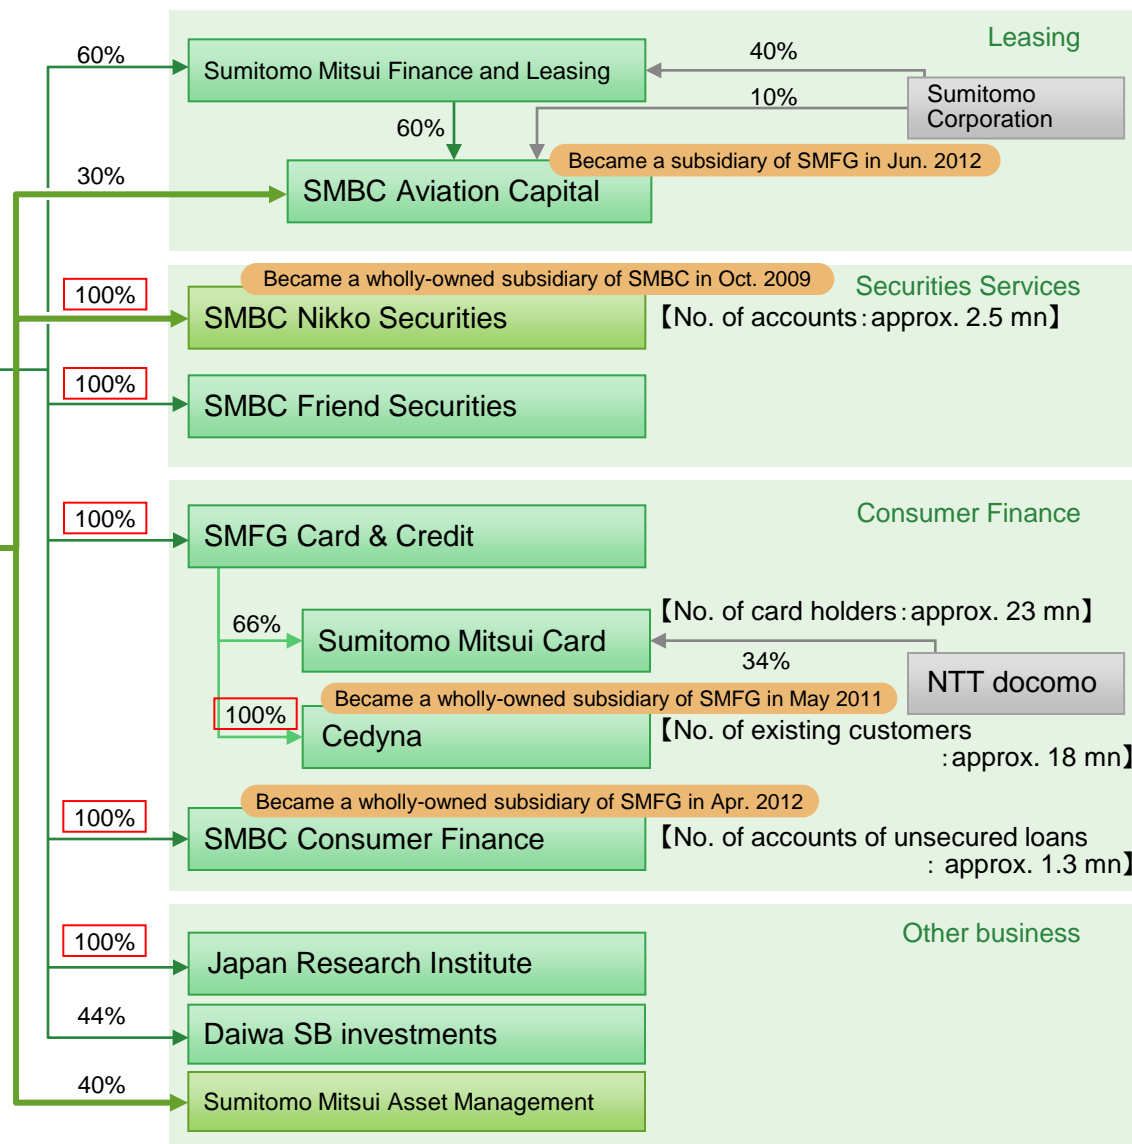 Leasing
60%
Sumitomo Mitsui Finance and Leasing
40%
10%
Sumitomo
Corporation
60%
Became a subsidiary of SMFG in Jun. 2012
30%
SMBC Aviation Capital
Became a wholly-owned subsidiary of SMBC in Oct. 2009
Securities Services
100%
SMBC Nikko Securities
【No. of accounts：approx. 2.5 mn】
100%
SMBC Friend Securities
Consumer Finance
100%
SMFG Card & Credit
【No. of card holders：approx. 23 mn】
66%
Sumitomo Mitsui Card
34%
NTT docomo
Became a wholly-owned subsidiary of SMFG in May 2011
100%
Cedyna
【No. of existing customers
：approx. 18 mn】
Became a wholly-owned subsidiary of SMFG in Apr. 2012
100%
SMBC Consumer Finance
【No. of accounts of unsecured loans
： approx. 1.3 mn】
Other business
100%
Japan Research Institute
44%
Daiwa SB investments
40%
Sumitomo Mitsui Asset Management